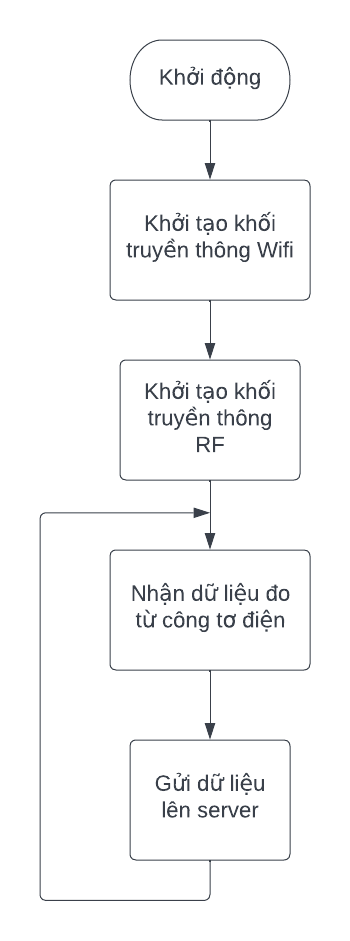 Khởi động
Khởi tạo khối
truyền thông Wifi
Khởi tạo khối
truyền thông
RF
Nhận dữ liệu đo
từ công tơ điện
Gửi dữ liệu
lên server